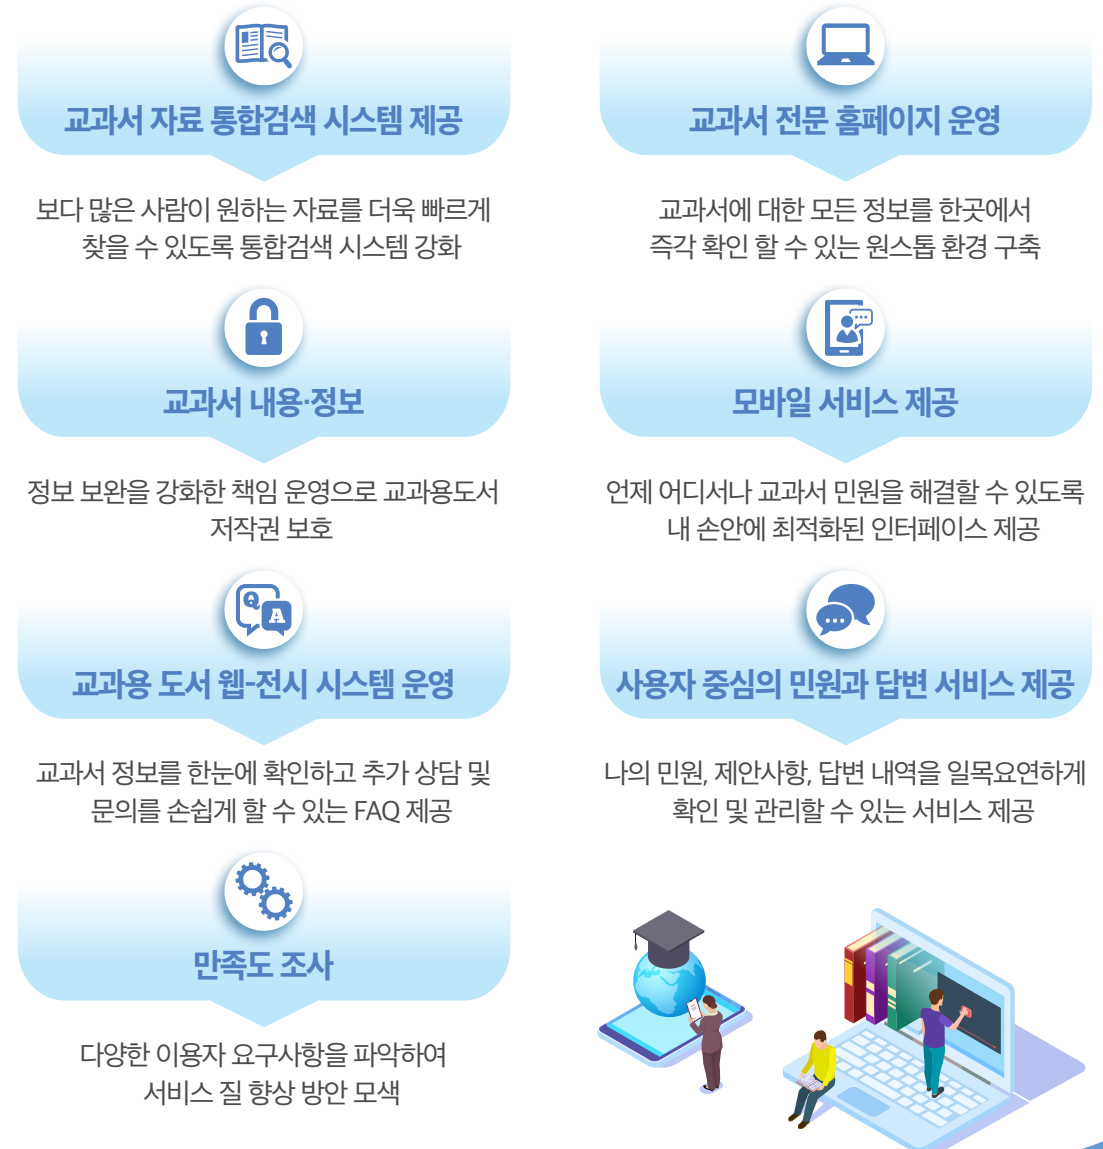 교과서 자료 통합검색 시스템 제공
보다 많은 사람이 원하는 자료를 더욱 빠르게
찾을 수 있도록 통합검색 시스템 강화
교과서 전문 홈페이지 운영
교과서에 대한 모든 정보를 한곳에서
즉각 확인 할 수 있는 원스톱 환경 구축
교과서 내용·정보
정보 보완을 강화한 책임 운영으로 교과용도서
저작권 보호
모바일 서비스 제공
언제 어디서나 교과서 민원을 해결할 수 있도록
내 손안에 최적화된 인터페이스 제공
Q A
교과용 도서 웹-전시 시스템 운영
교과서 정보를 한눈에 확인하고 추가 상담 및
문의를 손쉽게 할 수 있는 FAQ 제공
사용자 중심의 민원과 답변 서비스 제공
나의 민원, 제안사항, 답변 내역을 일목요연하게
확인 및 관리할 수 있는 서비스 제공
만족도 조사
다양한 이용자 요구사항을 파악하여
서비스 질 향상 방안 모색